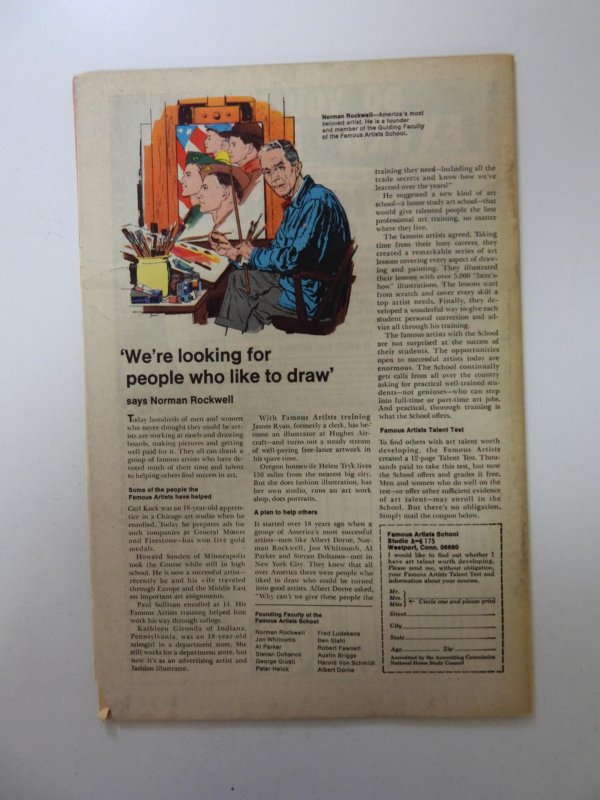 Norman Rockwell—America's most
beloved artist. He is a founder
and member of the Guiding Faculty
of the Famous Artists School.
'We're looking for
people who like to draw'
says Norman Rockwell
Today hundreds of men and women
who never thought they could be art-
ists are working at easels and drawing
boards, making pictures and getting
well paid for it. They all can thank a
group of famous artists who have de-
voted much of their time and talent
to helping others find success in art.
Some of the people the
Famous Artists have helped
Carl Kock was an 18-year-old appren-
tice in a Chicago art studio when he
enrolled. Today he prepares ads for
such companies as General Motors
and Firestone—has won five gold
medals.
Howard Sanden of Minneapolis
took the Course while still in high
school. He is now a successful artist—
recently he and his wife traveled
through Europe and the Middle East
on important art assignments.
Paul Sullivan enrolled at 14. His
Famous Artists training helped him
work his way through college.
Kathleen Gironda of Indiana,
Pennsylvania, was an 18-year-old
salesgirl in a department store. She
still works for a department store, but
now it's as an advertising artist and
fashion illustrator.
With Famous Artists training
James Ryan, formerly a clerk, has be-
come an illustrator at Hughes Air-
craft—and turns out a steady stream
of well-paying free-lance artwork in
his spare time.
Oregon housewife Helen Tryk lives
150 miles from the nearest big city.
But she does fashion illustration, has
her own studio, runs an art work
shop, does portraits.
A plan to help others
It started over 18 years ago when a
group of America's most successful
artists—men like Albert Dorne, Nor-
man Rockwell, Jon Whitcomb, Al
Parker and Stevan Dohanos—met in
New York City. They knew that all
over America there were people who
liked to draw who could be turned
into good artists. Albert Dorne asked,
"Why can't we give these people the
Founding Faculty of the
Famous Artists School
Norman Rockwell
Jon Whitcomb
Al Parker
Stevan Dohanos
George Giusti
Peter Helck
Fred Ludekens
Ben Stahl
Robert Fawcett
Austin Briggs
Harold Von Schmidt
Albert Dorne
training they need—including all the
trade secrets and know-how we've
learned over the years?"
He suggested a new kind of art
school—a home study art school—that
would give talented people the best
professional art training, no matter
where they live.
The famous artists agreed. Taking
time from their busy careers, they
created a remarkable series of art
lessons covering every aspect of draw-
ing and painting. They illustrated
their lessons with over 5,000 "here's-
how" illustrations. The lessons start
from scratch and cover every skill a
top artist needs. Finally, they de-
veloped a wonderful way to give each
student personal correction and ad-
vice all through his training.
The famous artists with the School
are not surprised at the success of
their students. The opportunities
open to successful artists today are
enormous. The School continually
gets calls from all over the country
asking for practical well-trained stu-
dents—not geniuses—who can step
into full-time or part-time art jobs.
And practical, thorough training is
what the School offers.
Famous Artists Talent Test
To find others with art talent worth
developing, the Famous Artists
created a 12-page Talent Test. Thou-
sands paid to take this test, but now
the School offers and grades it free.
Men and women who do well on the
test—or offer other sufficient evidence
of art talent—may enroll in the
School. But there's no obligation,
Simply mail the coupon below.
Famous Artists School
Studio 175
Westport, Conn. 06880
I would like to find out whether I
have art talent worth developing.
Please send me, without obligation,
your Famous Artists Talent Test and
information about your courses.
Mr.
Mrs.
Miss
← Circle one and please print
Street
City
State
Age Zip
Accredited by the Accrediting Commission
National Home Study Council